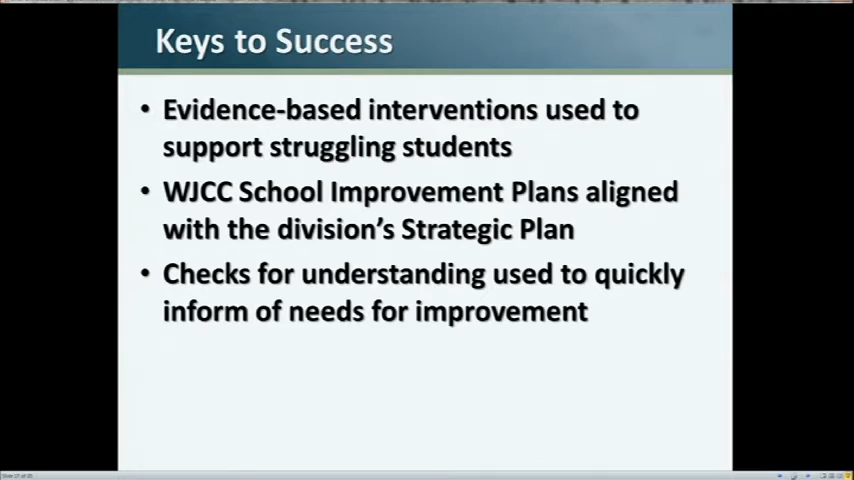 Keys to Success
• Evidence-based interventions used to
support struggling students
• WJCC School Improvement Plans aligned
with the division’s Strategic Plan
• Checks for understanding used to quickly
inform of needs for improvement